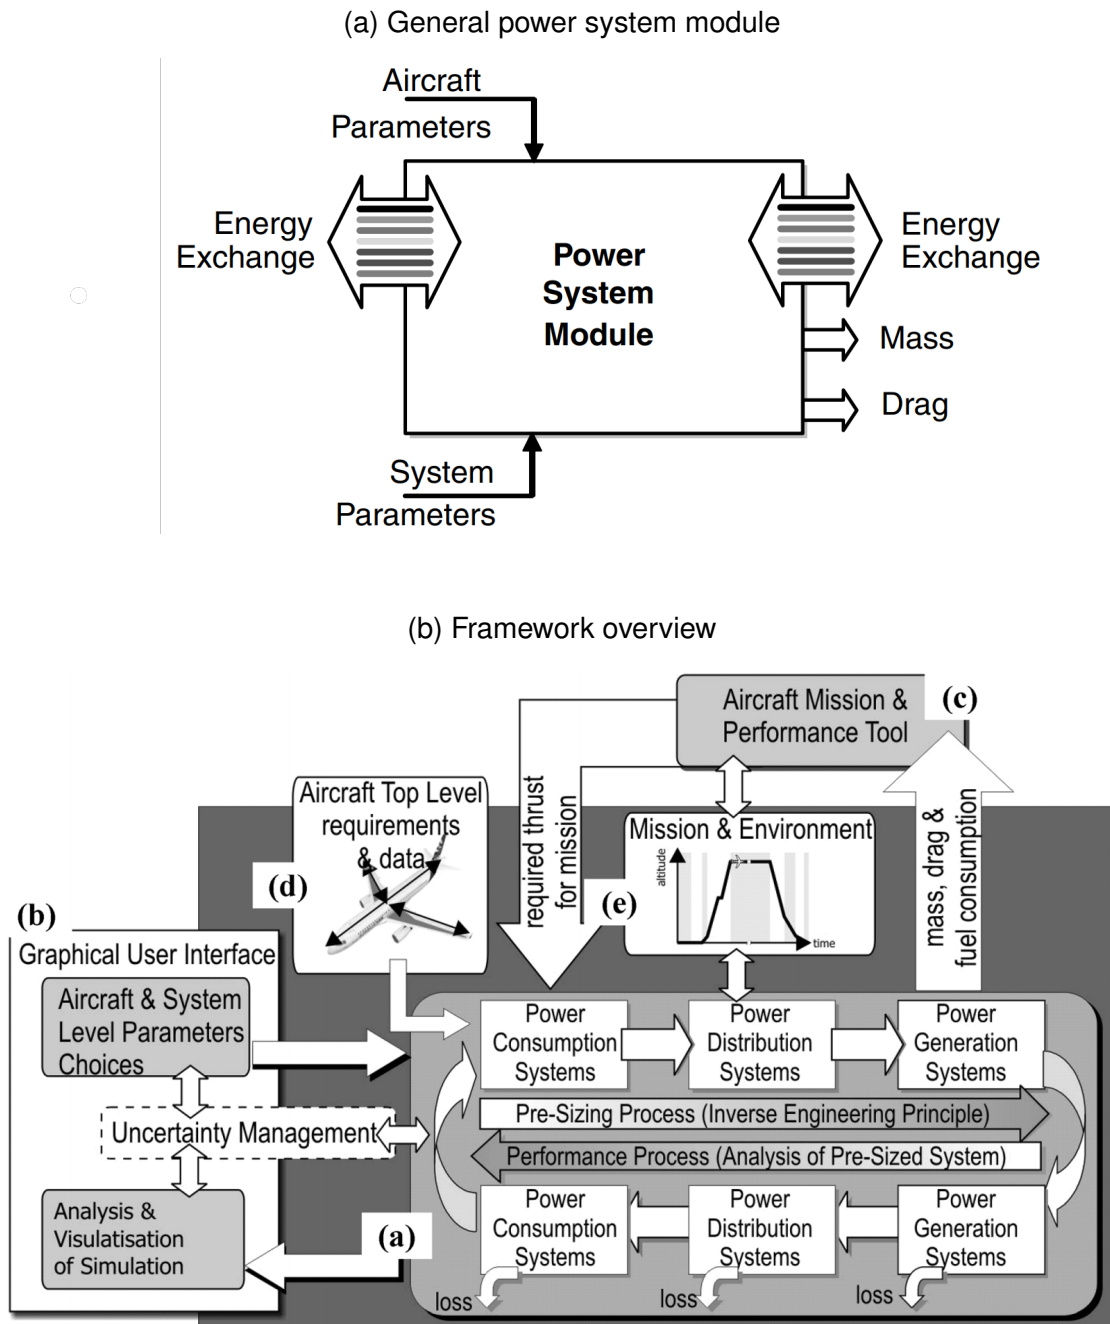 (a) General power system module
Aircraft
Parameters
Energy
Exchange
Power
System
Module
Energy
Exchange
Mass
Drag
System
Parameters
(b) Framework overview
Aircraft Mission &
Performance Tool
(c)
required thrust
for mission
Aircraft Top Level
requirements
& data
(d)
Mission & Environment
altitude
time
(e)
mass, drag &
fuel consumption
(b)
Graphical User Interface
Aircraft & System
Level Parameters
Choices
Uncertainty Management
Analysis &
Visulatisation
of Simulation
(a)
Power
Consumption
Systems
Power
Distribution
Systems
Power
Generation
Systems
Pre-Sizing Process (Inverse Engineering Principle)
Performance Process (Analysis of Pre-Sized System)
Power
Consumption
Systems
Power
Distribution
Systems
Power
Generation
Systems
loss
loss
loss